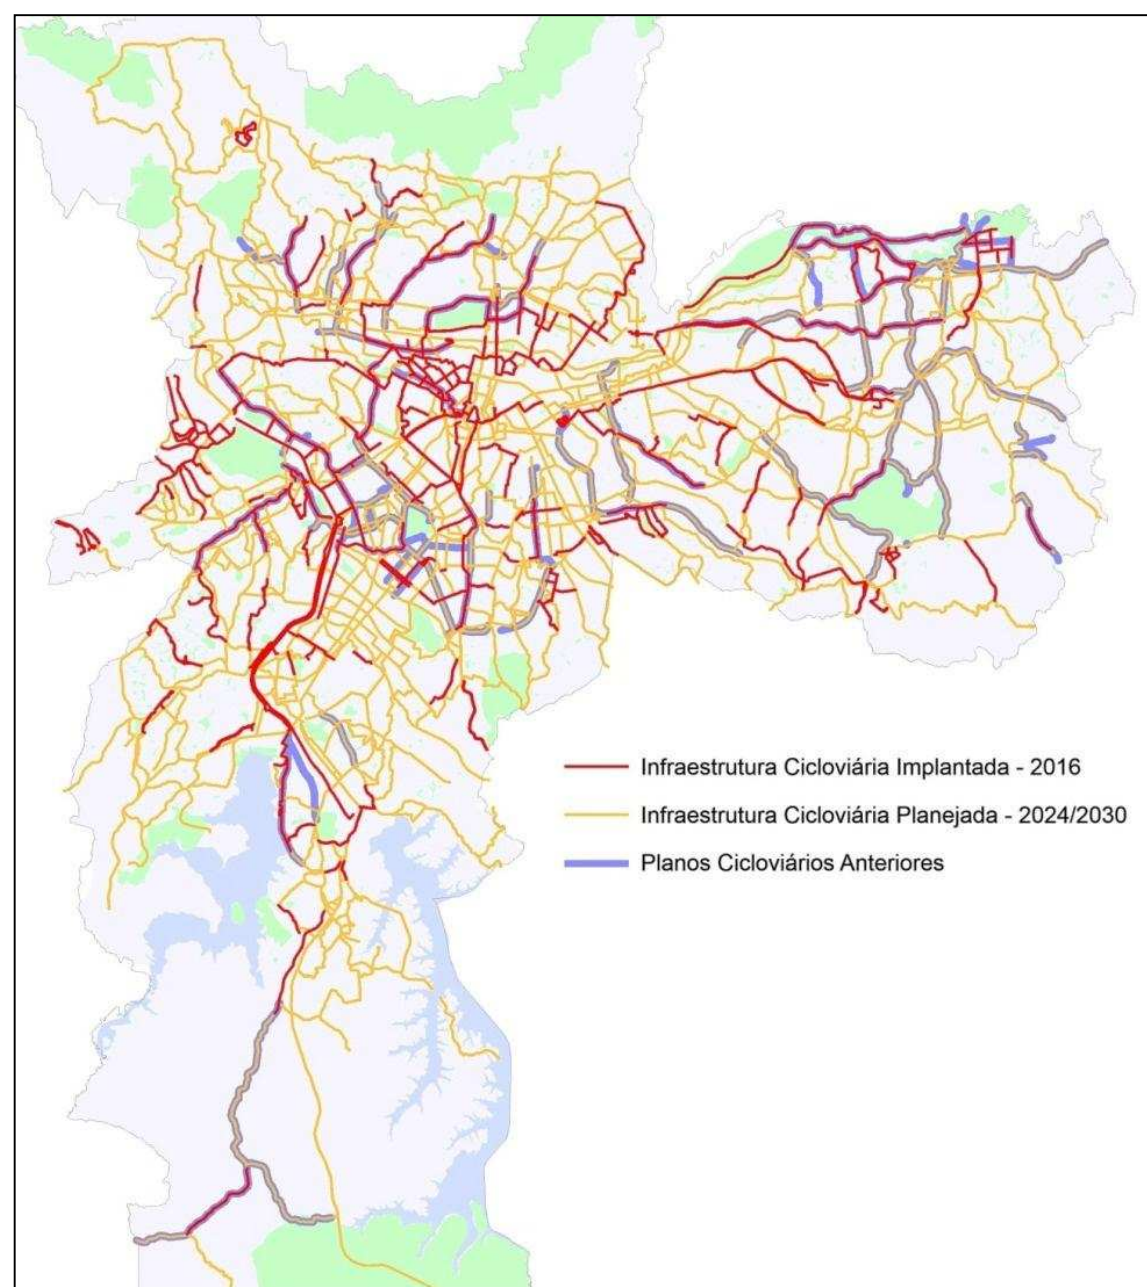 Infraestrutura Cicloviária Implantada - 2016
Infraestrutura Cicloviária Planejada - 2024/2030
Planos Cicloviários Anteriores